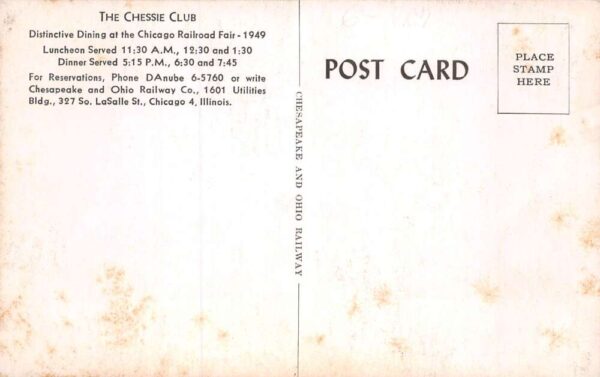 THE CHESSIE CLUB
Distinctive Dining at the Chicago Railroad Fair - 1949
Luncheon Served 11:30 A.M., 12:30 and 1:30
Dinner Served 5:15 P.M., 6:30 and 7:45
For Reservations, Phone DAnube 6-5760 or write
Chesapeake and Ohio Railway Co., 1601 Utilities
Bldg., 327 So. LaSalle St., Chicago 4, Illinois.
CHESAPEAKE AND OHIO RAILWAY
POST CARD
PLACE
STAMP
HERE